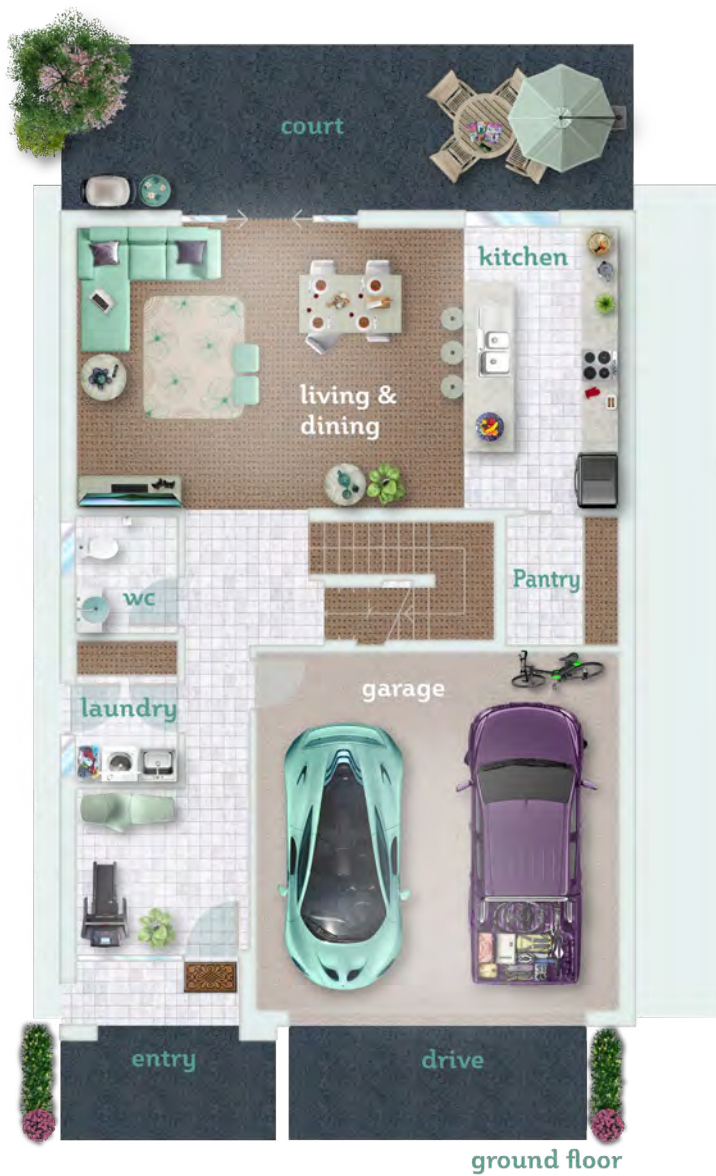 court
kitchen
living &
dining
Pantry
wc
garage
laundry
entry
drive
ground floor